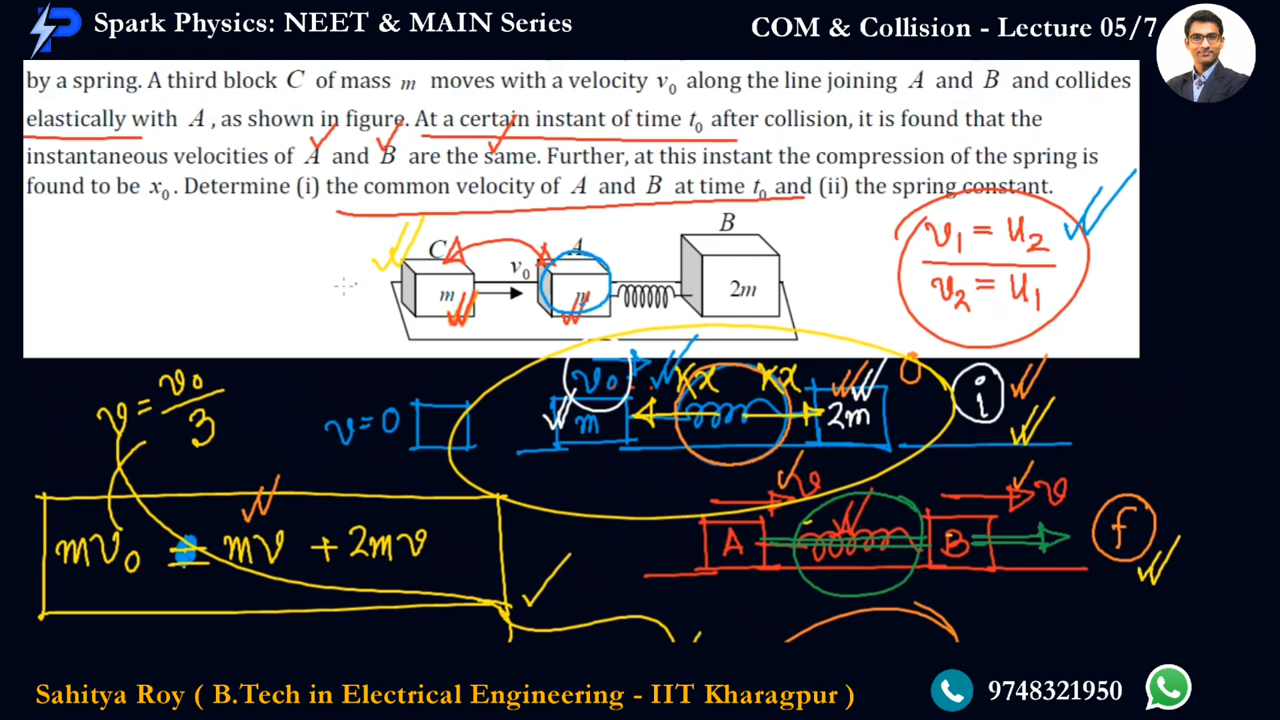 Spark Physics: NEET & MAIN Series
COM & Collision - Lecture 05/7
by a spring. A third block C of mass m moves with a velocity v₀ along the line joining A and B and collides
elastically with A, as shown in figure. At a certain instant of time t₀ after collision, it is found that the
instantaneous velocities of A and B are the same. Further, at this instant the compression of the spring is
found to be x₀. Determine (i) the common velocity of A and B at time t₀ and (ii) the spring constant.
C
A
B
v₀
m
m
2m
v₁ = u₂
v₂ = u₁
v = v₀/3
v = 0
v₀
kx
kx
0
m
2m
i
v
v
mv₀ = mv + 2mv
A
B
f
Sahitya Roy ( B.Tech in Electrical Engineering - IIT Kharagpur )
9748321950